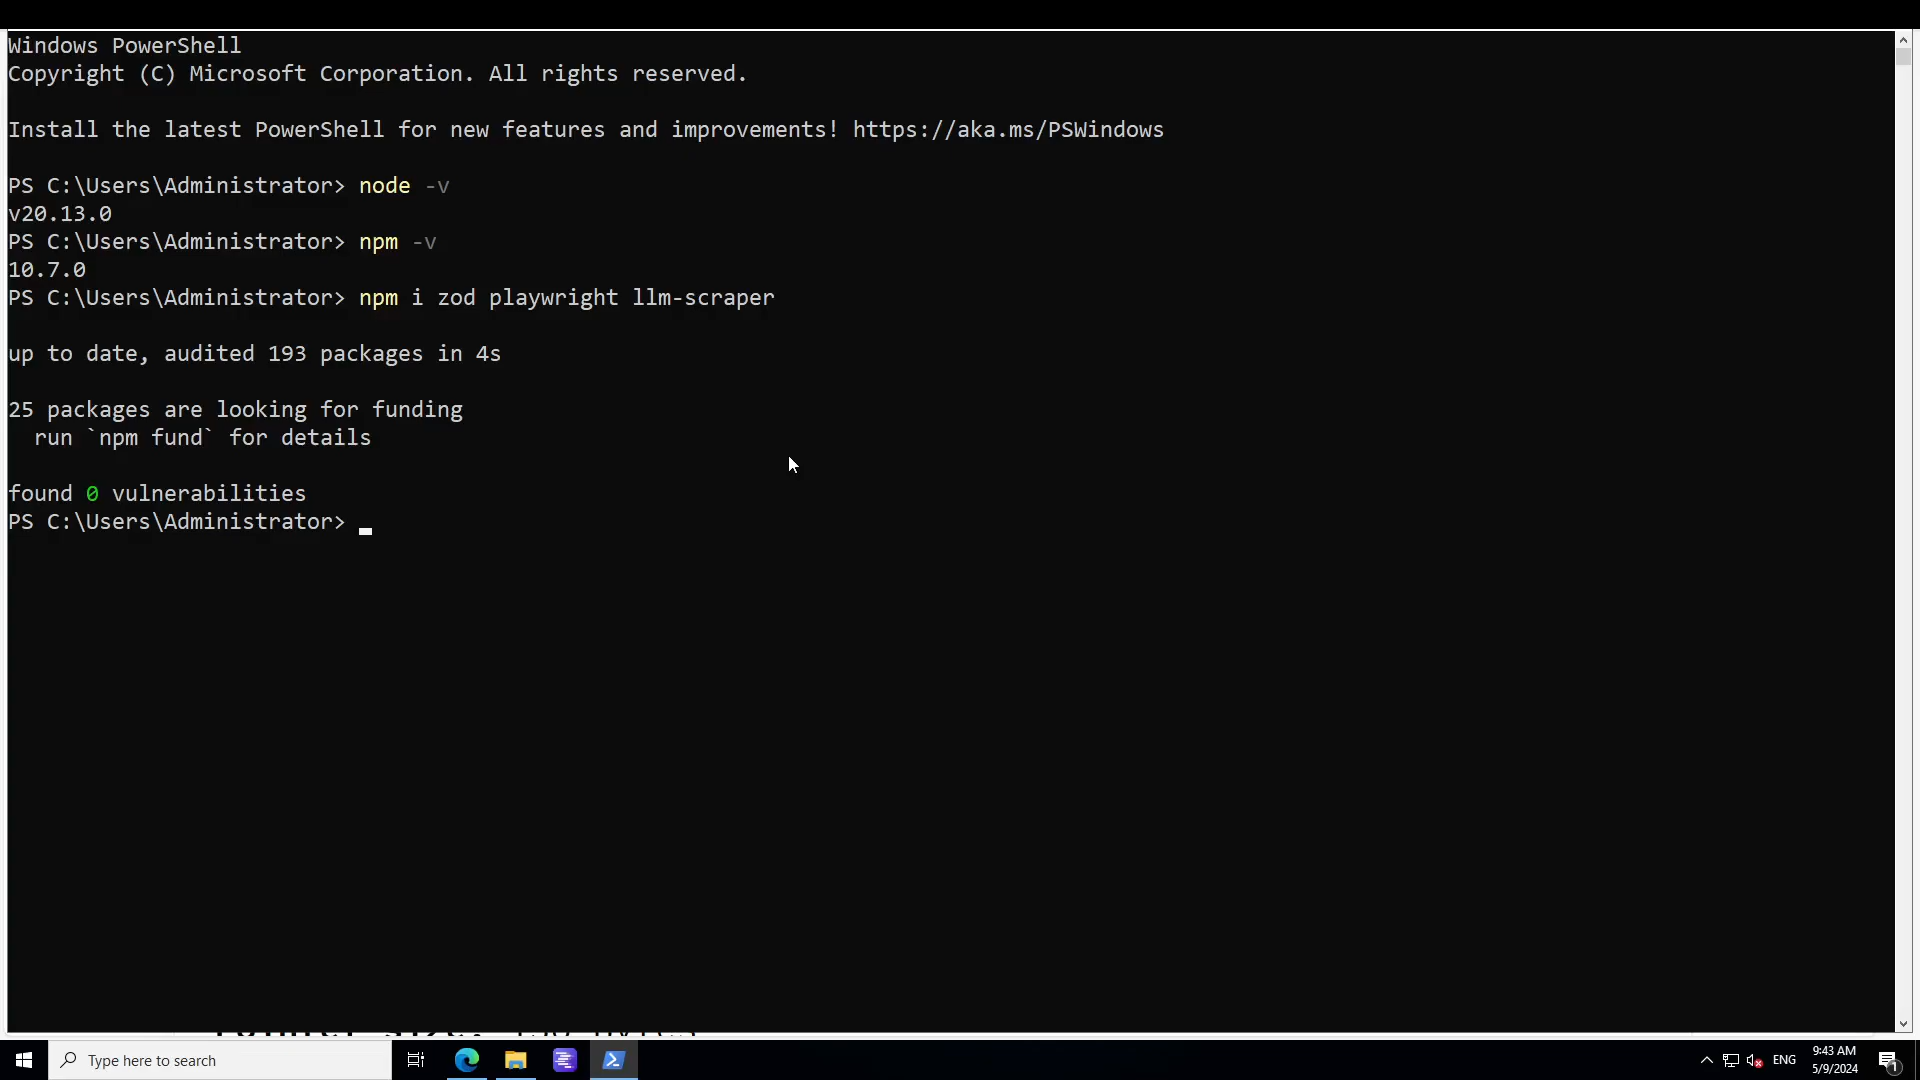 Windows PowerShell
Copyright (C) Microsoft Corporation. All rights reserved.
Install the latest PowerShell for new features and improvements! https://aka.ms/PSWindows
PS C:\Users\Administrator> node -v
v20.13.0
PS C:\Users\Administrator> npm -v
10.7.0
PS C:\Users\Administrator> npm i zod playwright llm-scraper
up to date, audited 193 packages in 4s
25 packages are looking for funding
  run `npm fund` for details
found 0 vulnerabilities
PS C:\Users\Administrator>
Type here to search
ENG
9:43 AM
5/9/2024
1